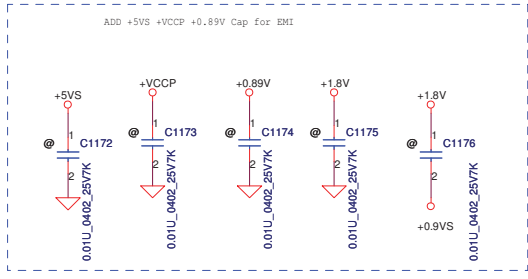 ADD +5VS +VCCP +0.89V Cap for EMI
+5VS
@
1
C1172
2
0.01U_0402_25V7K
+VCCP
@
1
C1173
2
0.01U_0402_25V7K
+0.89V
@
1
C1174
2
0.01U_0402_25V7K
+1.8V
@
1
C1175
2
0.01U_0402_25V7K
+1.8V
@
1
C1176
2
0.01U_0402_25V7K
+0.9VS